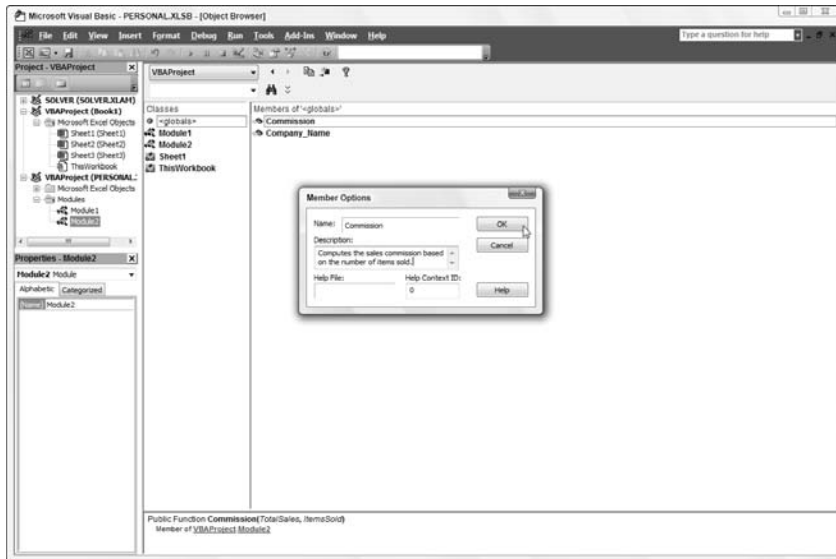 Microsoft Visual Basic - PERSONAL.XLSB - [Object Browser]
File Edit View Insert Format Debug Run Tools Add-Ins Window Help
Type a question for help
Project - VBAProject
SOLVER (SOLVER.XLAM)
VBAProject (Book1)
Microsoft Excel Objects
Sheet1 (Sheet1)
Sheet2 (Sheet2)
Sheet3 (Sheet3)
ThisWorkbook
VBAProject (PERSONAL.
Microsoft Excel Objects
Modules
Module1
Module2
Properties - Module2
Module2 Module
Alphabetic Categorized
(Name) Module2
VBAProject
Classes
<globals>
Module1
Module2
Sheet1
ThisWorkbook
Members of '<globals>'
Commission
Company_Name
Member Options
Name: Commission
OK
Description:
Computes the sales commission based
on the number of items sold.
Cancel
Help File:
Help Context ID:
0
Help
Public Function Commission(TotalSales, ItemsSold)
Member of VBAProject.Module2